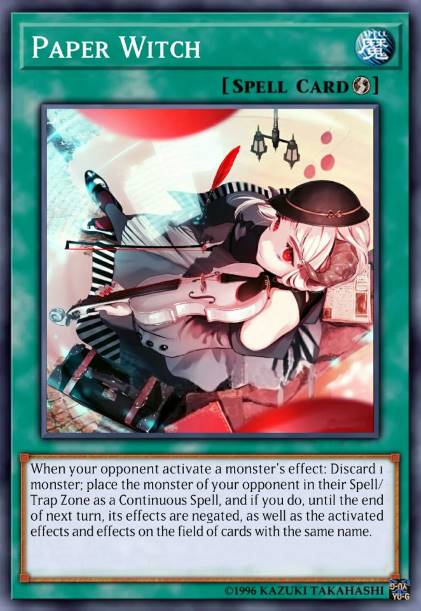 Paper Witch
[Spell Card]
When your opponent activate a monster's effect: Discard 1
monster; place the monster of your opponent in their Spell/
Trap Zone as a Continuous Spell, and if you do, until the end
of next turn, its effects are negated, as well as the activated
effects and effects on the field of cards with the same name.
©1996 KAZUKI TAKAHASHI